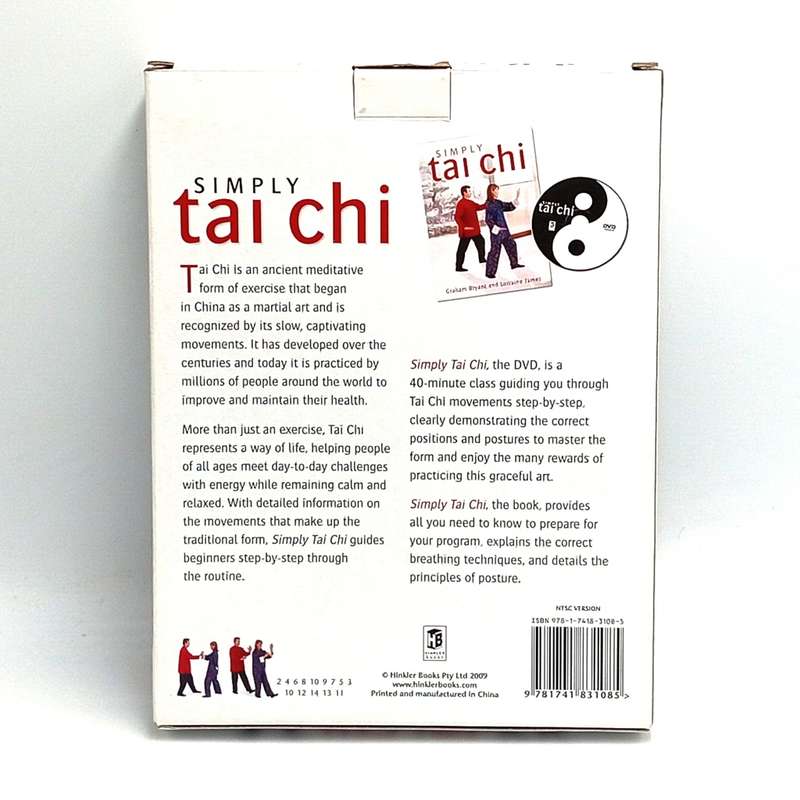 SIMPLY
tai chi
Tai Chi is an ancient meditative
form of exercise that began
in China as a martial art and is
recognized by its slow, captivating
movements. It has developed over the
centuries and today it is practiced by
millions of people around the world to
improve and maintain their health.
More than just an exercise, Tai Chi
represents a way of life, helping people
of all ages meet day-to-day challenges
with energy while remaining calm and
relaxed. With detailed information on
the movements that make up the
traditional form, Simply Tai Chi guides
beginners step-by-step through
the routine.
2 4 6 8 10 9 7 5 3
10 12 14 13 11
SIMPLY
tai chi
Graham Bryant and Lorraine James
SIMPLY
tai chi
DVD
Simply Tai Chi, the DVD, is a
40-minute class guiding you through
Tai Chi movements step-by-step,
clearly demonstrating the correct
positions and postures to master the
form and enjoy the many rewards of
practicing this graceful art.
Simply Tai Chi, the book, provides
all you need to know to prepare for
your program, explains the correct
breathing techniques, and details the
principles of posture.
HB
HINKLER
BOOKS
© Hinkler Books Pty Ltd 2009
www.hinklerbooks.com
Printed and manufactured in China
NTSC VERSION
ISBN 978-1-7418-3108-5
9 781741 831085>